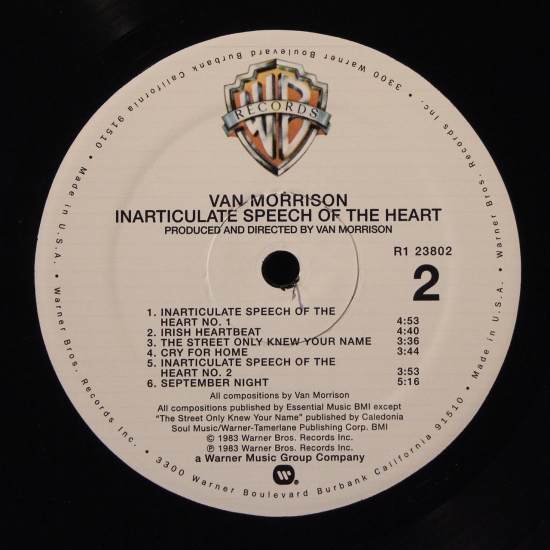 3300 Warner Boulevard Burbank California 91510 • Made in U.S.A. • Warner Bros. Records Inc. • 3300 Warner Boulevard Burbank California 91510 • Made in U.S.A. • Warner Bros. Records Inc. •
WB
RECORDS
VAN MORRISON
INARTICULATE SPEECH OF THE HEART
PRODUCED AND DIRECTED BY VAN MORRISON
R1 23802
2
1. INARTICULATE SPEECH OF THE
HEART NO. 1 4:53
2. IRISH HEARTBEAT 4:40
3. THE STREET ONLY KNEW YOUR NAME 3:36
4. CRY FOR HOME 3:44
5. INARTICULATE SPEECH OF THE
HEART NO. 2 3:53
6. SEPTEMBER NIGHT 5:16
All compositions by Van Morrison
All compositions published by Essential Music BMI except
"The Street Only Knew Your Name" published by Caledonia
Soul Music/Warner-Tamerlane Publishing Corp. BMI
© 1983 Warner Bros. Records Inc.
℗ 1983 Warner Bros. Records Inc.
a Warner Music Group Company